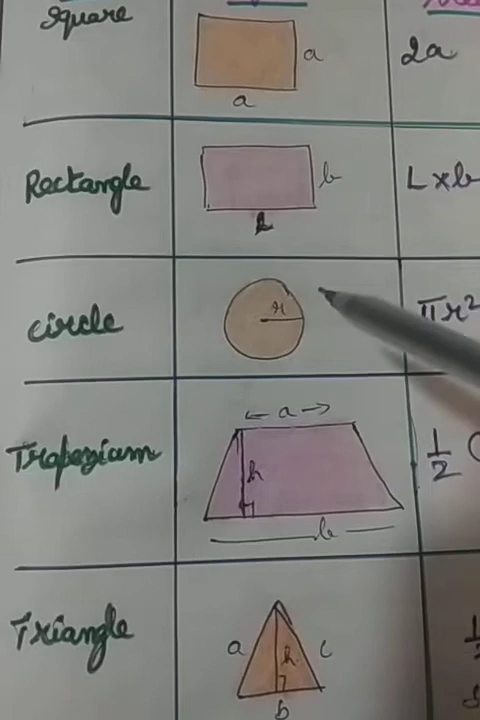 Square
a
a
2a
Rectangle
b
L
L x b
circle
r
πr²
Trapezium
← a →
h
b
1/2 (
Triangle
a
h
c
b